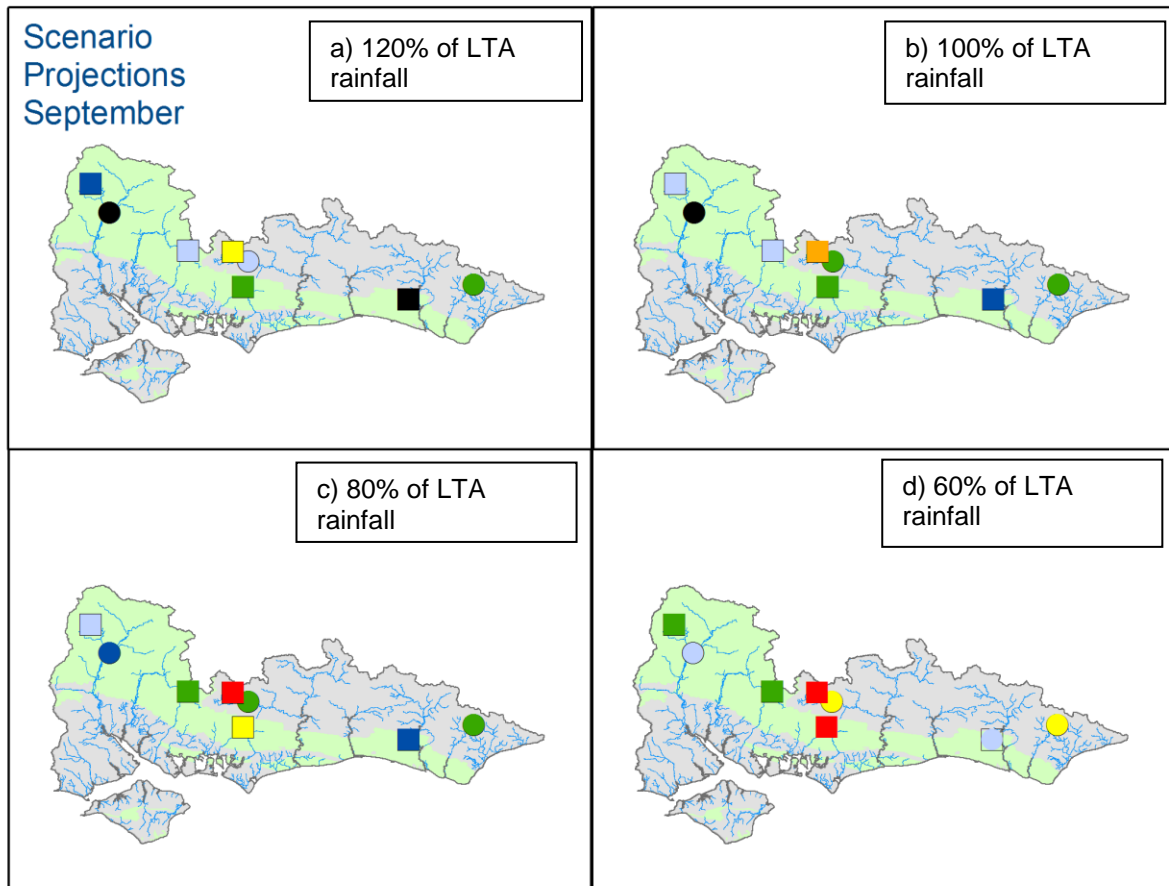 Scenario
Projections
September
a) 120% of LTA
rainfall
b) 100% of LTA
rainfall
c) 80% of LTA
rainfall
d) 60% of LTA
rainfall